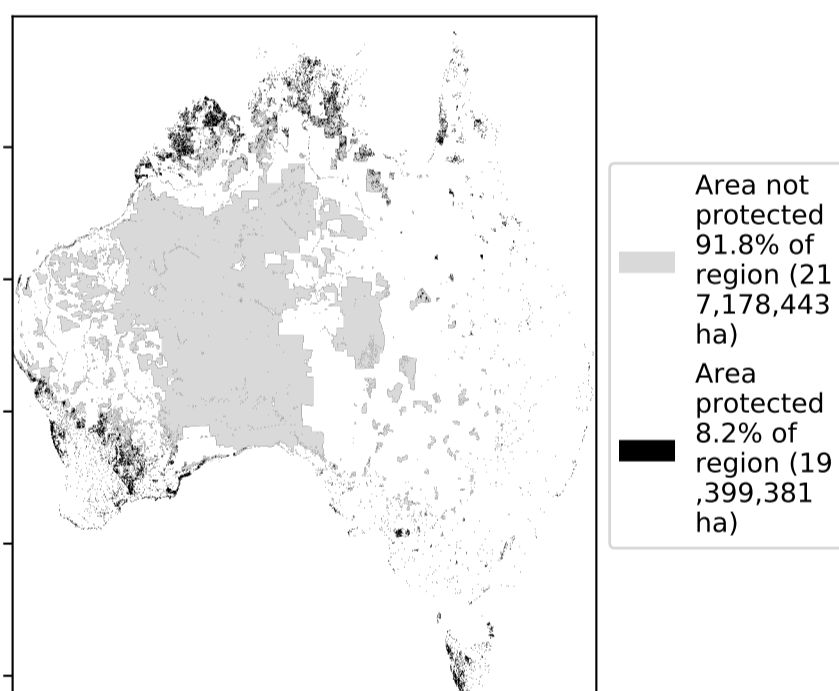 Area not
protected
91.8% of
region (21
7,178,443
ha)
Area
protected
8.2% of
region (19
,399,381
ha)